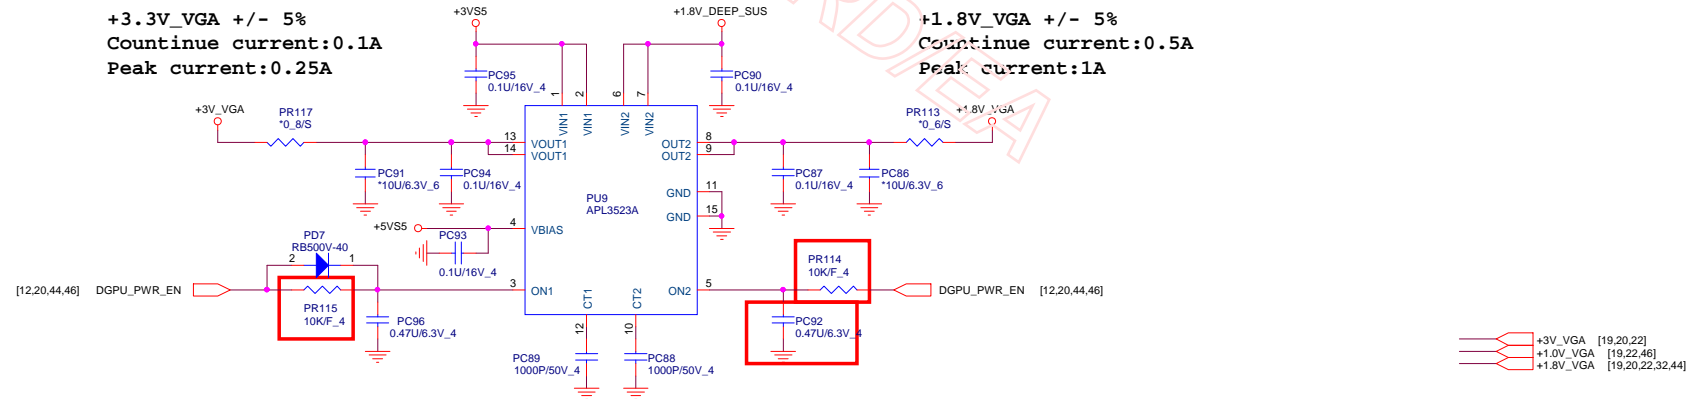 +3.3V_VGA +/- 5%
Countinue current:0.1A
Peak current:0.25A
+3VS5
+1.8V_DEEP_SUS
+1.8V_VGA +/- 5%
Countinue current:0.5A
Peak current:1A
PC95
0.1U/16V_4
PC90
0.1U/16V_4
1
2
6
7
VIN1
VIN1
VIN2
VIN2
+3V_VGA
PR117
*0_8/S
PR113
*0_6/S
+1.8V_VGA
13
14
VOUT1
VOUT1
OUT2
OUT2
8
9
PC91
*10U/6.3V_6
PC94
0.1U/16V_4
PC87
0.1U/16V_4
PC86
*10U/6.3V_6
PU9
APL3523A
GND
11
GND
15
+5VS5
4
VBIAS
PC93
0.1U/16V_4
PD7
RB500V-40
2
1
[12,20,44,46]
DGPU_PWR_EN
PR115
10K/F_4
PC96
0.47U/6.3V_4
3
ON1
ON2
5
PR114
10K/F_4
DGPU_PWR_EN
[12,20,44,46]
PC92
0.47U/6.3V_4
CT1
CT2
12
10
PC89
1000P/50V_4
PC88
1000P/50V_4
+3V_VGA [19,20,22]
+1.0V_VGA [19,22,46]
+1.8V_VGA [19,20,22,32,44]